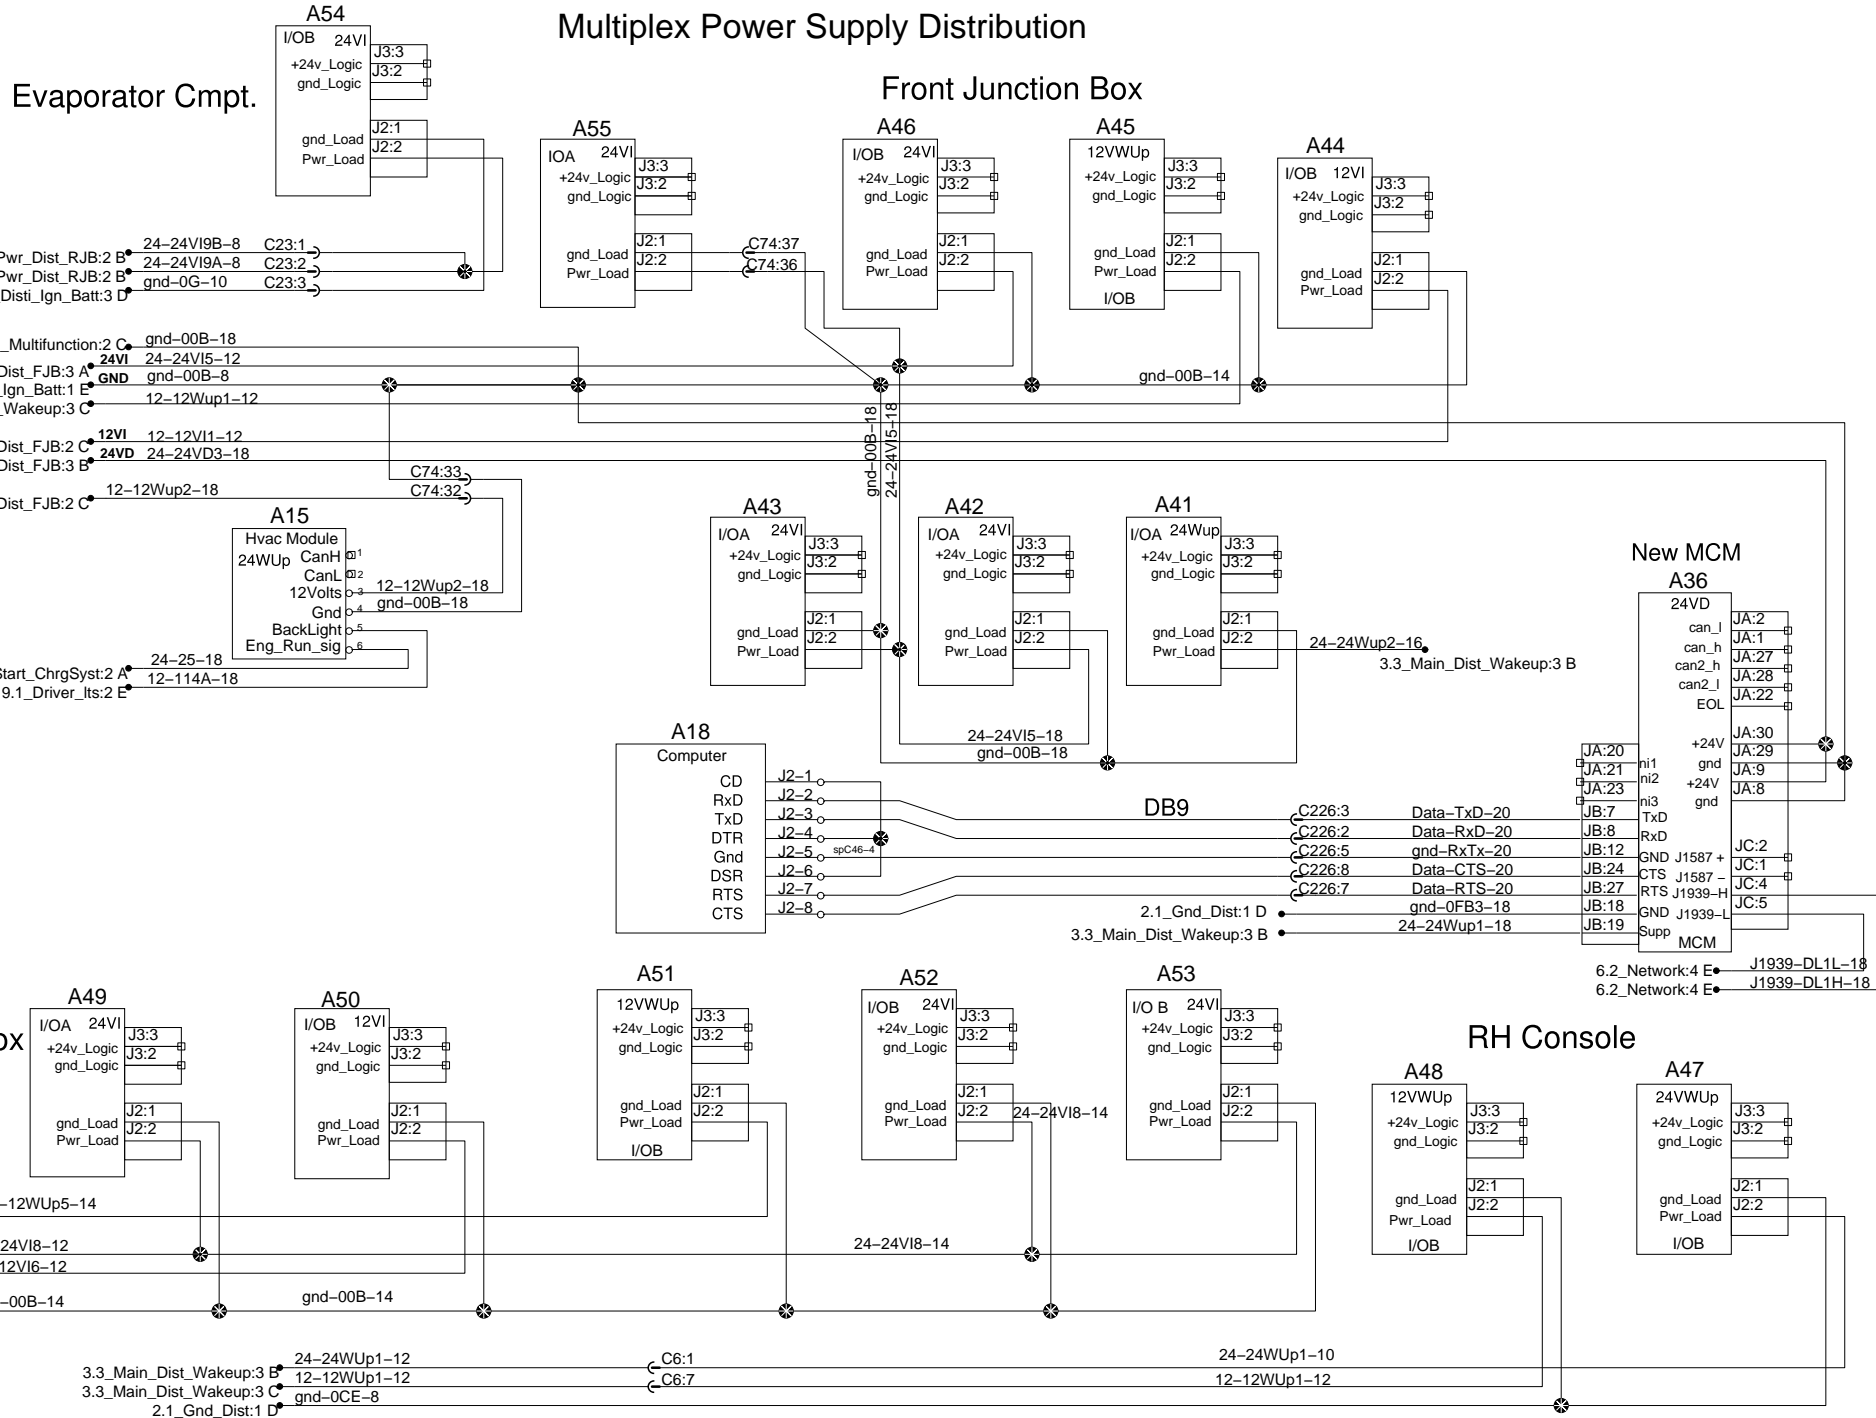 Multiplex Power Supply Distribution
Evaporator Cmpt.
A54
I/OB 24VI
+24v_Logic J3:3
gnd_Logic J3:2
gnd_Load J2:1
Pwr_Load J2:2
Front Junction Box
A55
IOA 24VI
+24v_Logic J3:3
gnd_Logic J3:2
gnd_Load J2:1
Pwr_Load J2:2
C74:37
C74:36
A46
I/OB 24VI
+24v_Logic J3:3
gnd_Logic J3:2
gnd_Load J2:1
Pwr_Load J2:2
A45
12VWUp
+24v_Logic J3:3
gnd_Logic J3:2
gnd_Load J2:1
Pwr_Load J2:2
I/OB
A44
I/OB 12VI
+24v_Logic J3:3
gnd_Logic J3:2
gnd_Load J2:1
Pwr_Load J2:2
Pwr_Dist_RJB:2 B 24-24VI9B-8 C23:1
Pwr_Dist_RJB:2 B 24-24VI9A-8 C23:2
Disti_Ign_Batt:3 D gnd-0G-10 C23:3
_Multifunction:2 C gnd-00B-18
Dist_FJB:3 A 24VI 24-24VI5-12
Ign_Batt:1 E GND gnd-00B-8 gnd-00B-14
_Wakeup:3 C 12-12Wup1-12
Dist_FJB:2 C 12VI 12-12VI1-12
Dist_FJB:3 B 24VD 24-24VD3-18
gnd-00B-18
24-24VI5-18
C74:33
Dist_FJB:2 C 12-12Wup2-18 C74:32
A15
Hvac Module
24WUp CanH 1
CanL 2
12Volts 3 12-12Wup2-18
Gnd 4 gnd-00B-18
BackLight 5
Eng_Run_sig 6
Start_ChrgSyst:2 A 24-25-18
9.1_Driver_lts:2 E 12-114A-18
A43
I/OA 24VI
+24v_Logic J3:3
gnd_Logic J3:2
gnd_Load J2:1
Pwr_Load J2:2
A42
I/OA 24VI
+24v_Logic J3:3
gnd_Logic J3:2
gnd_Load J2:1
Pwr_Load J2:2
A41
I/OA 24Wup
+24v_Logic J3:3
gnd_Logic J3:2
gnd_Load J2:1
Pwr_Load J2:2
24-24Wup2-16
3.3_Main_Dist_Wakeup:3 B
24-24VI5-18
gnd-00B-18
New MCM
A36
24VD
can_l JA:2
can_h JA:1
can2_h JA:27
can2_l JA:28
EOL JA:22
+24V JA:30
gnd JA:29
+24V JA:9
gnd JA:8
JA:20 ni1
JA:21 ni2
JA:23 ni3
A18
Computer
CD J2-1
RxD J2-2
TxD J2-3
DTR J2-4
Gnd J2-5 spC46-4
DSR J2-6
RTS J2-7
CTS J2-8
DB9
C226:3 Data-TxD-20 JB:7 TxD
C226:2 Data-RxD-20 JB:8 RxD
C226:5 gnd-RxTx-20 JB:12 GND J1587 + JC:2
C226:8 Data-CTS-20 JB:24 CTS J1587 - JC:1
C226:7 Data-RTS-20 JB:27 RTS J1939-H JC:4
2.1_Gnd_Dist:1 D gnd-0FB3-18 JB:18 GND J1939-L JC:5
3.3_Main_Dist_Wakeup:3 B 24-24Wup1-18 JB:19 Supp
MCM
6.2_Network:4 E J1939-DL1L-18
6.2_Network:4 E J1939-DL1H-18
ox
A49
I/OA 24VI
+24v_Logic J3:3
gnd_Logic J3:2
gnd_Load J2:1
Pwr_Load J2:2
A50
I/OB 12VI
+24v_Logic J3:3
gnd_Logic J3:2
gnd_Load J2:1
Pwr_Load J2:2
A51
12VWUp
+24v_Logic J3:3
gnd_Logic J3:2
gnd_Load J2:1
Pwr_Load J2:2
I/OB
A52
I/OB 24VI
+24v_Logic J3:3
gnd_Logic J3:2
gnd_Load J2:1
Pwr_Load J2:2 24-24VI8-14
A53
I/O B 24VI
+24v_Logic J3:3
gnd_Logic J3:2
gnd_Load J2:1
Pwr_Load J2:2
RH Console
A48
12VWUp
+24v_Logic J3:3
gnd_Logic J3:2
gnd_Load J2:1
Pwr_Load J2:2
I/OB
A47
24VWUp
+24v_Logic J3:3
gnd_Logic J3:2
gnd_Load J2:1
Pwr_Load J2:2
I/OB
-12WUp5-14
24VI8-12 24-24VI8-14
12VI6-12
-00B-14 gnd-00B-14
3.3_Main_Dist_Wakeup:3 B 24-24WUp1-12 C6:1 24-24WUp1-10
3.3_Main_Dist_Wakeup:3 C 12-12WUp1-12 C6:7 12-12WUp1-12
2.1_Gnd_Dist:1 D gnd-0CE-8